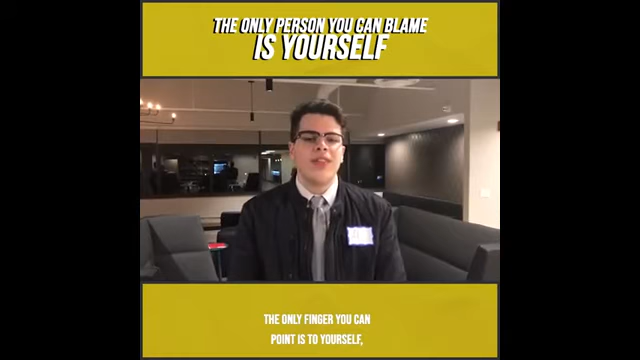 THE ONLY PERSON YOU CAN BLAME
IS YOURSELF
THE ONLY FINGER YOU CAN
POINT IS TO YOURSELF,